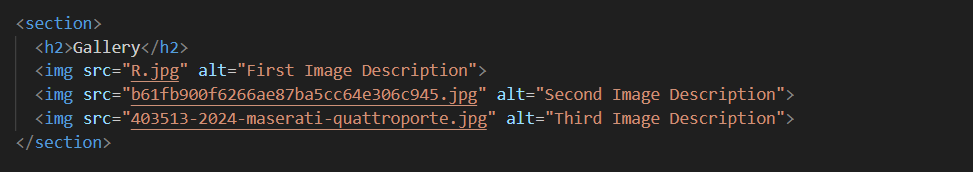 <section>
<h2>Gallery</h2>
<img src="R.jpg" alt="First Image Description">
<img src="b61fb900f6266ae87ba5cc64e306c945.jpg" alt="Second Image Description">
<img src="403513-2024-maserati-quattroporte.jpg" alt="Third Image Description">
</section>